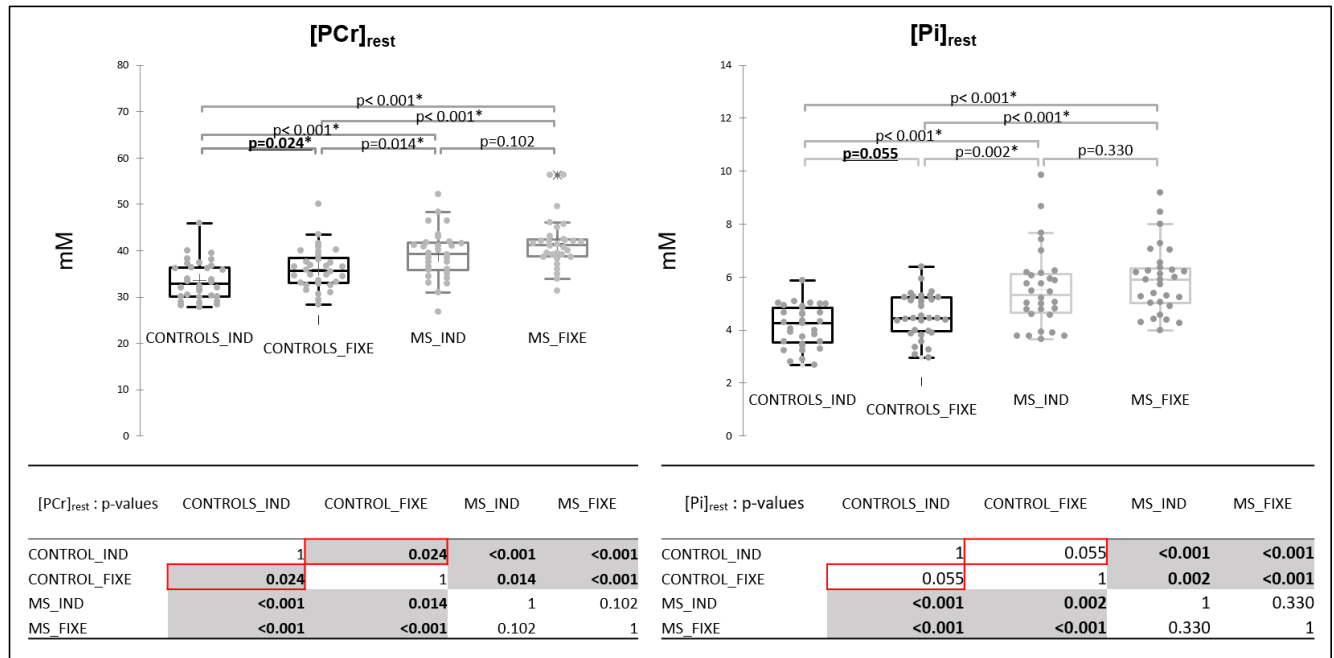 [PCr]rest
80
70
60
50
40
30
20
10
0
mM
p< 0.001*
p< 0.001*
p< 0.001*
p=0.024*
p=0.014*
p=0.102
CONTROLS_IND
CONTROLS_FIXE
MS_IND
MS_FIXE
[Pi]rest
14
12
10
8
6
4
2
0
mM
p< 0.001*
p< 0.001*
p< 0.001*
p=0.055
p=0.002*
p=0.330
CONTROLS_IND
CONTROLS_FIXE
MS_IND
MS_FIXE
[PCr]rest : p-values CONTROLS_IND CONTROL_FIXE MS_IND MS_FIXE
CONTROL_IND 1 0.024 <0.001 <0.001
CONTROL_FIXE 0.024 1 0.014 <0.001
MS_IND <0.001 0.014 1 0.102
MS_FIXE <0.001 <0.001 0.102 1
[Pi]rest : p-values CONTROLS_IND CONTROL_FIXE MS_IND MS_FIXE
CONTROL_IND 1 0.055 <0.001 <0.001
CONTROL_FIXE 0.055 1 0.002 <0.001
MS_IND <0.001 0.002 1 0.330
MS_FIXE <0.001 <0.001 0.330 1